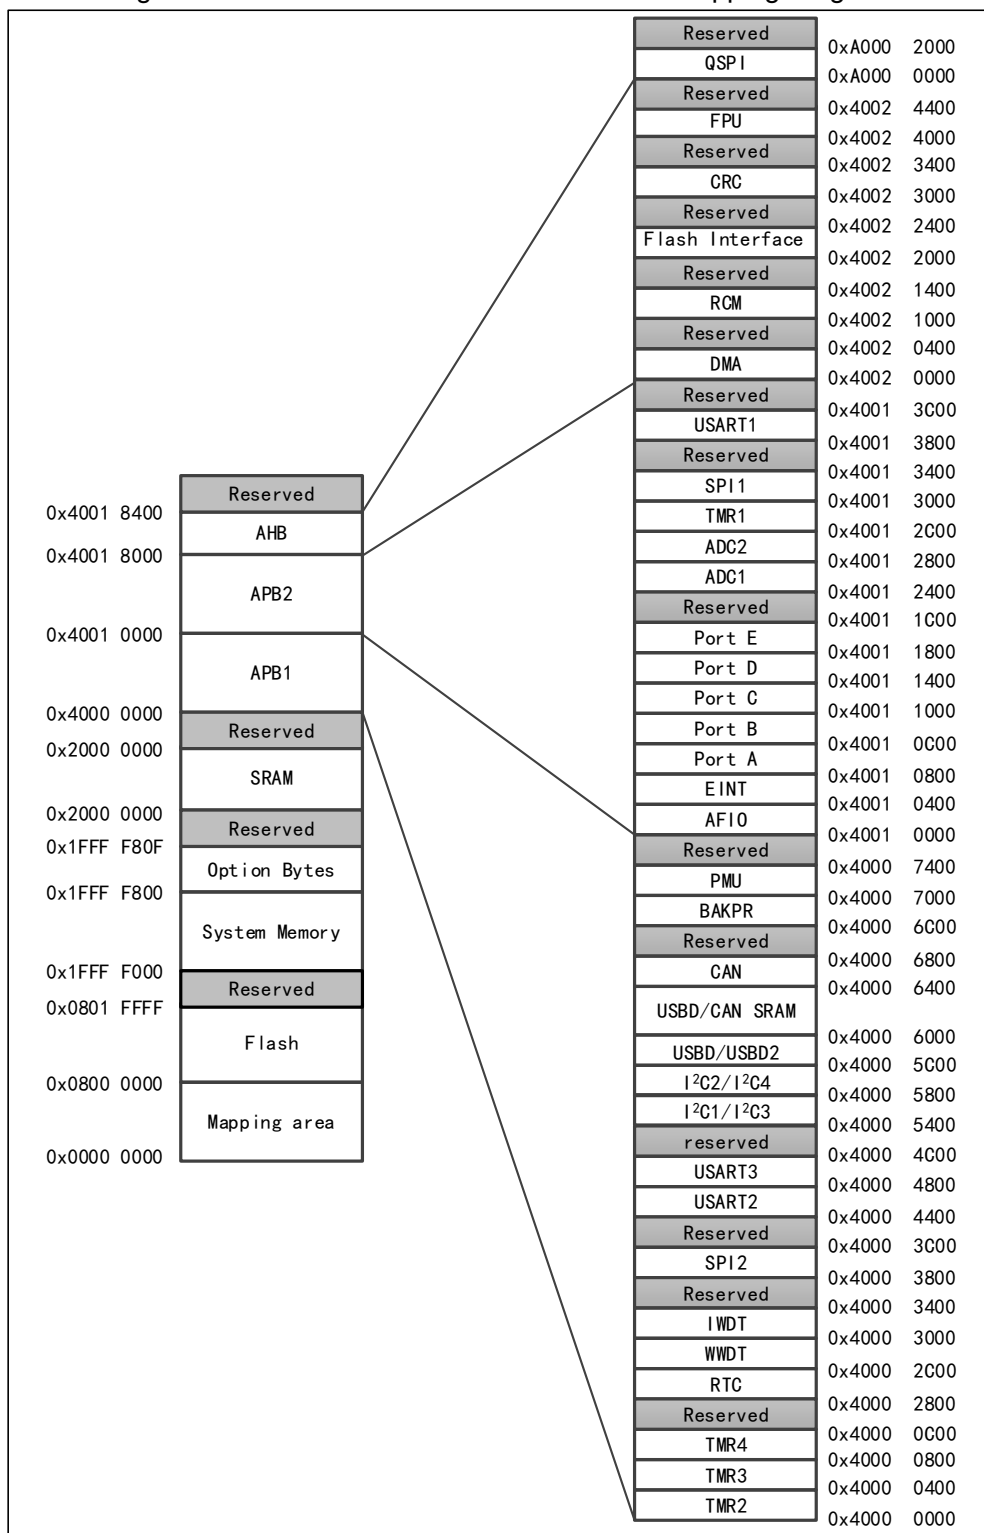 Reserved
0x4001 8400
AHB
0x4001 8000
APB2
0x4001 0000
APB1
0x4000 0000
Reserved
0x2000 0000
SRAM
0x2000 0000
Reserved
0x1FFF F80F
Option Bytes
0x1FFF F800
System Memory
0x1FFF F000
Reserved
0x0801 FFFF
Flash
0x0800 0000
Mapping area
0x0000 0000
Reserved
0xA000 2000
QSPI
0xA000 0000
Reserved
0x4002 4400
FPU
0x4002 4000
Reserved
0x4002 3400
CRC
0x4002 3000
Reserved
0x4002 2400
Flash Interface
0x4002 2000
Reserved
0x4002 1400
RCM
0x4002 1000
Reserved
0x4002 0400
DMA
0x4002 0000
Reserved
0x4001 3C00
USART1
0x4001 3800
Reserved
0x4001 3400
SPI1
0x4001 3000
TMR1
0x4001 2C00
ADC2
0x4001 2800
ADC1
0x4001 2400
Reserved
0x4001 1C00
Port E
0x4001 1800
Port D
0x4001 1400
Port C
0x4001 1000
Port B
0x4001 0C00
Port A
0x4001 0800
EINT
0x4001 0400
AFIO
0x4001 0000
Reserved
0x4000 7400
PMU
0x4000 7000
BAKPR
0x4000 6C00
Reserved
0x4000 6800
CAN
0x4000 6400
USBD/CAN SRAM
0x4000 6000
USBD/USBD2
0x4000 5C00
I²C2/I²C4
0x4000 5800
I²C1/I²C3
0x4000 5400
reserved
0x4000 4C00
USART3
0x4000 4800
USART2
0x4000 4400
Reserved
0x4000 3C00
SPI2
0x4000 3800
Reserved
0x4000 3400
IWDT
0x4000 3000
WWDT
0x4000 2C00
RTC
0x4000 2800
Reserved
0x4000 0C00
TMR4
0x4000 0800
TMR3
0x4000 0400
TMR2
0x4000 0000